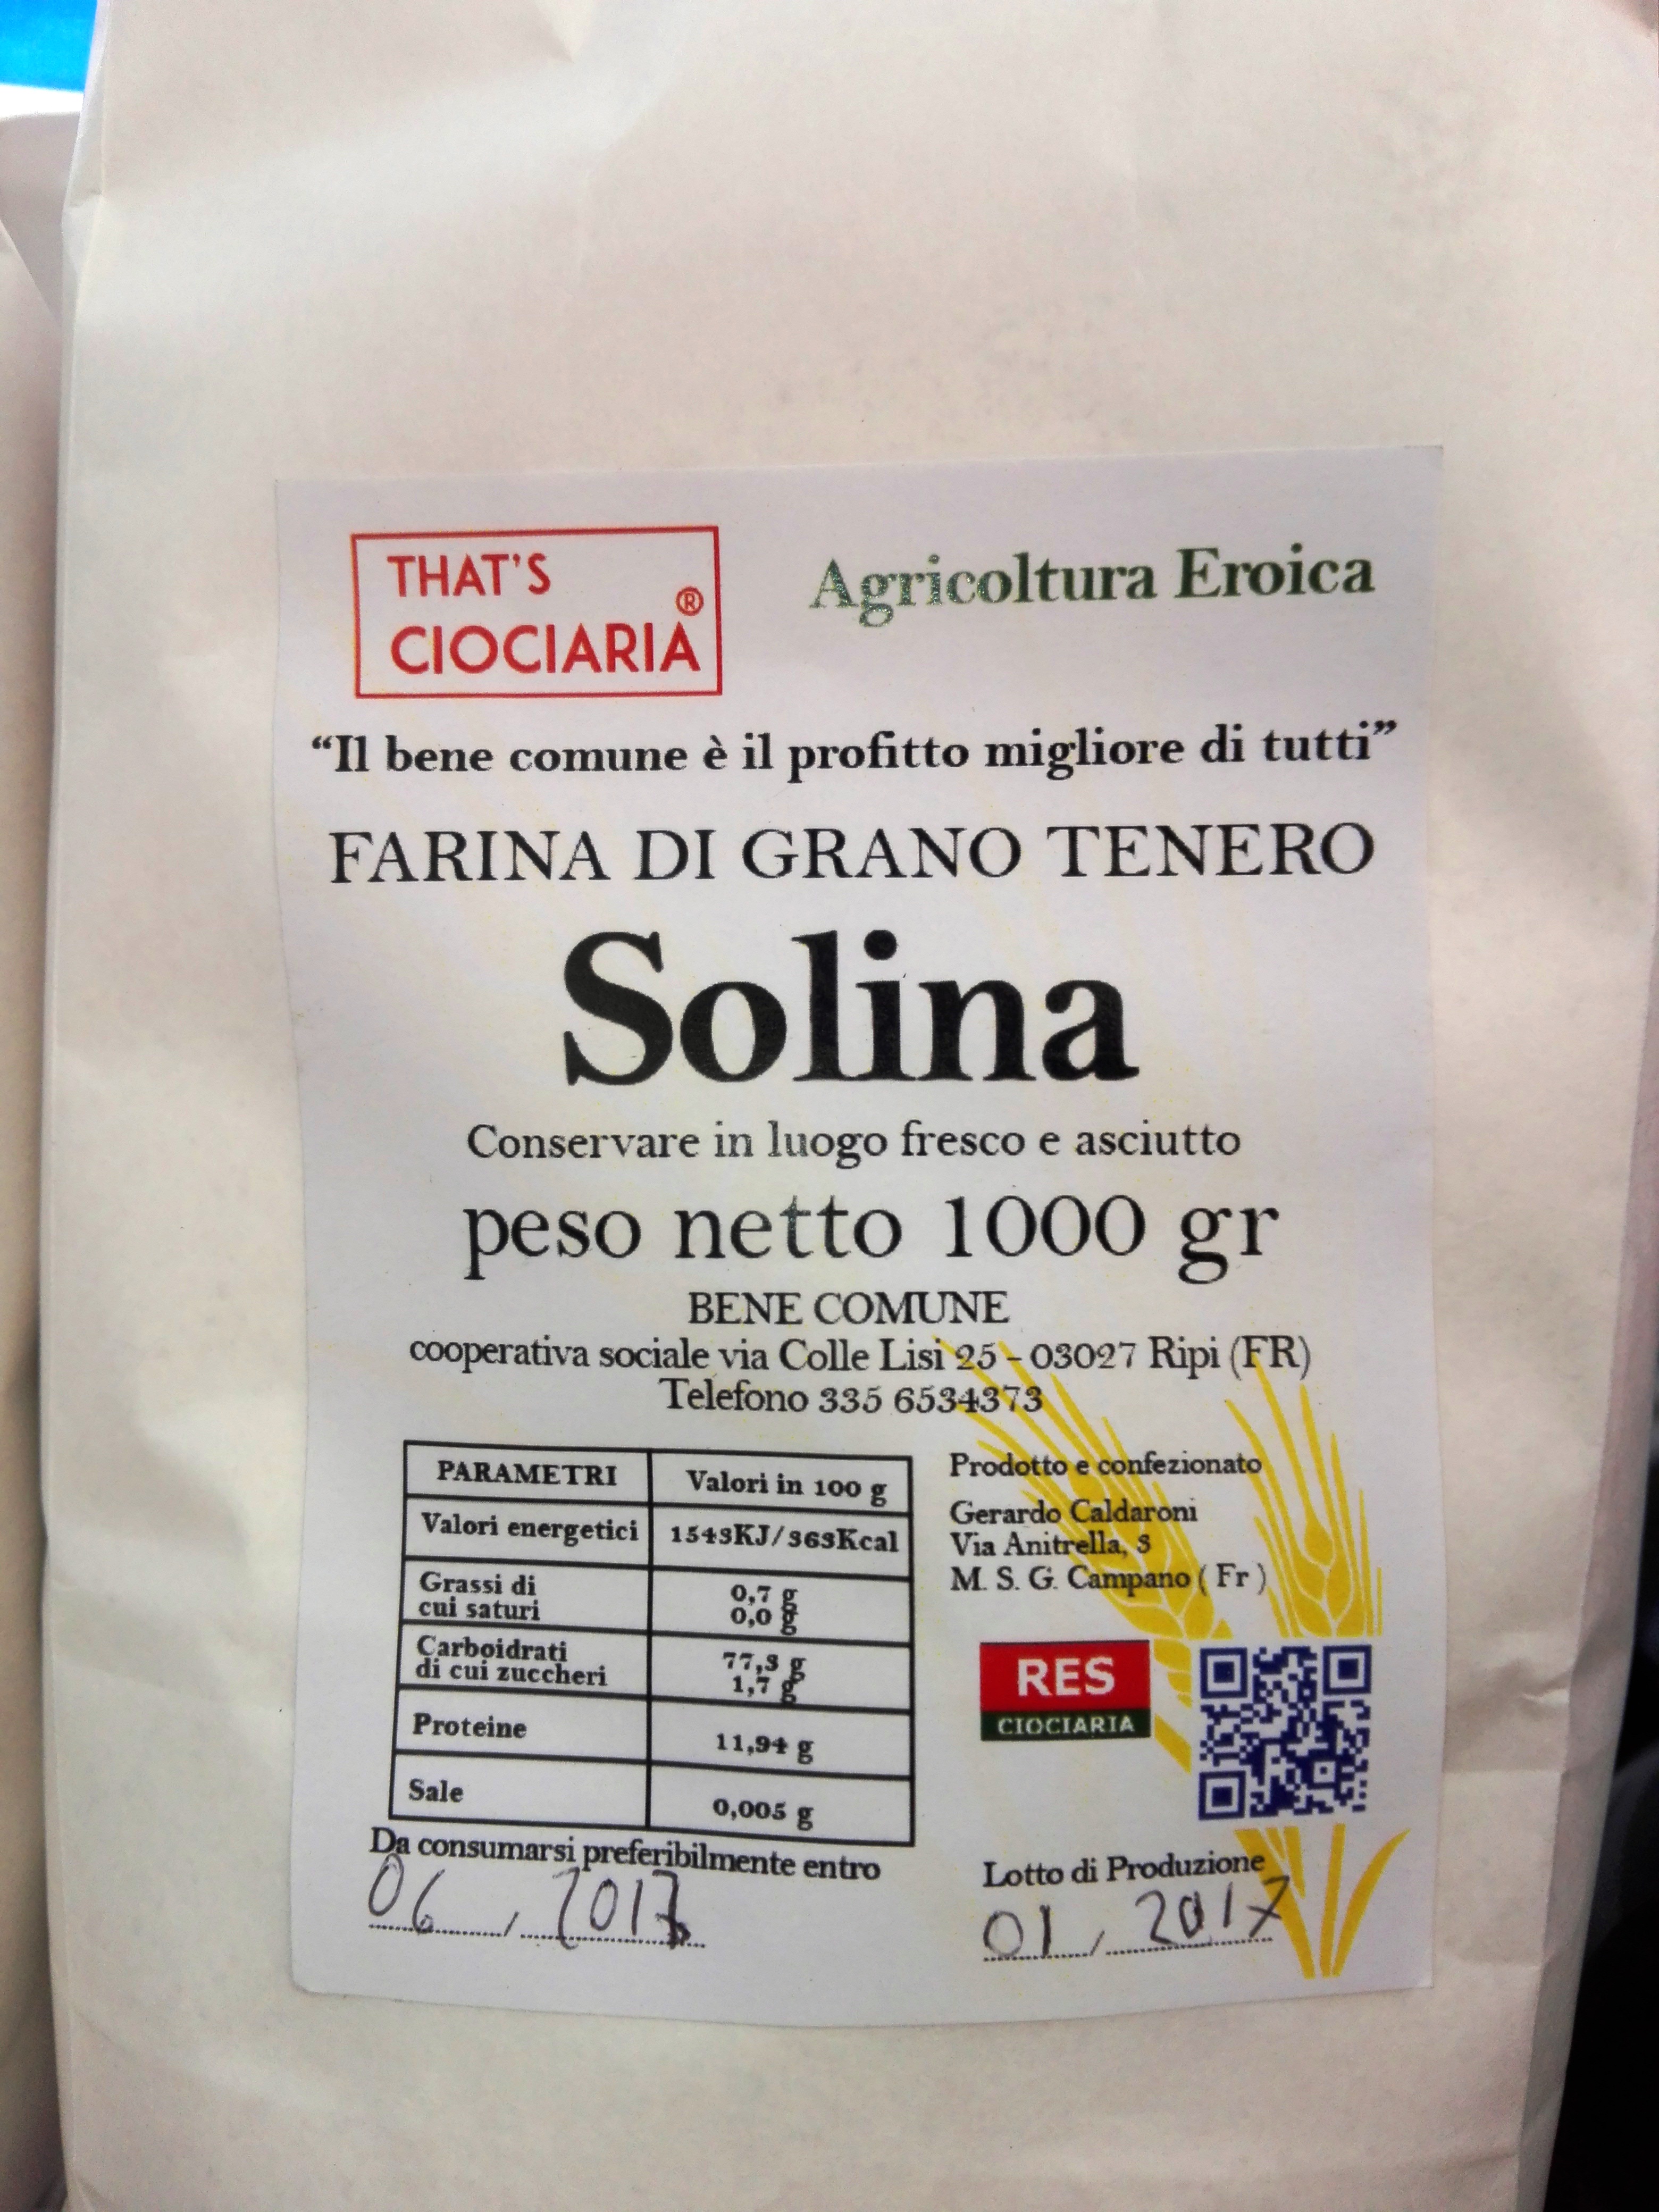 THAT'S
CIOCIARIA®
Agricoltura Eroica
“Il bene comune è il profitto migliore di tutti”
FARINA DI GRANO TENERO
Solina
Conservare in luogo fresco e asciutto
peso netto 1000 gr
BENE COMUNE
cooperativa sociale via Colle Lisi 25 - 03027 Ripi (FR)
Telefono 335 6534373
PARAMETRI Valori in 100 g
Valori energetici 1543KJ/363Kcal
Grassi di 0,7 g
cui saturi 0,0 g
Carboidrati 77,3 g
di cui zuccheri 1,7 g
Proteine 11,94 g
Sale 0,005 g
Da consumarsi preferibilmente entro
06 / 2017
Prodotto e confezionato
Gerardo Caldaroni
Via Anitrella, 3
M. S. G. Campano ( Fr )
RES
CIOCIARIA
Lotto di Produzione
01 / 2017